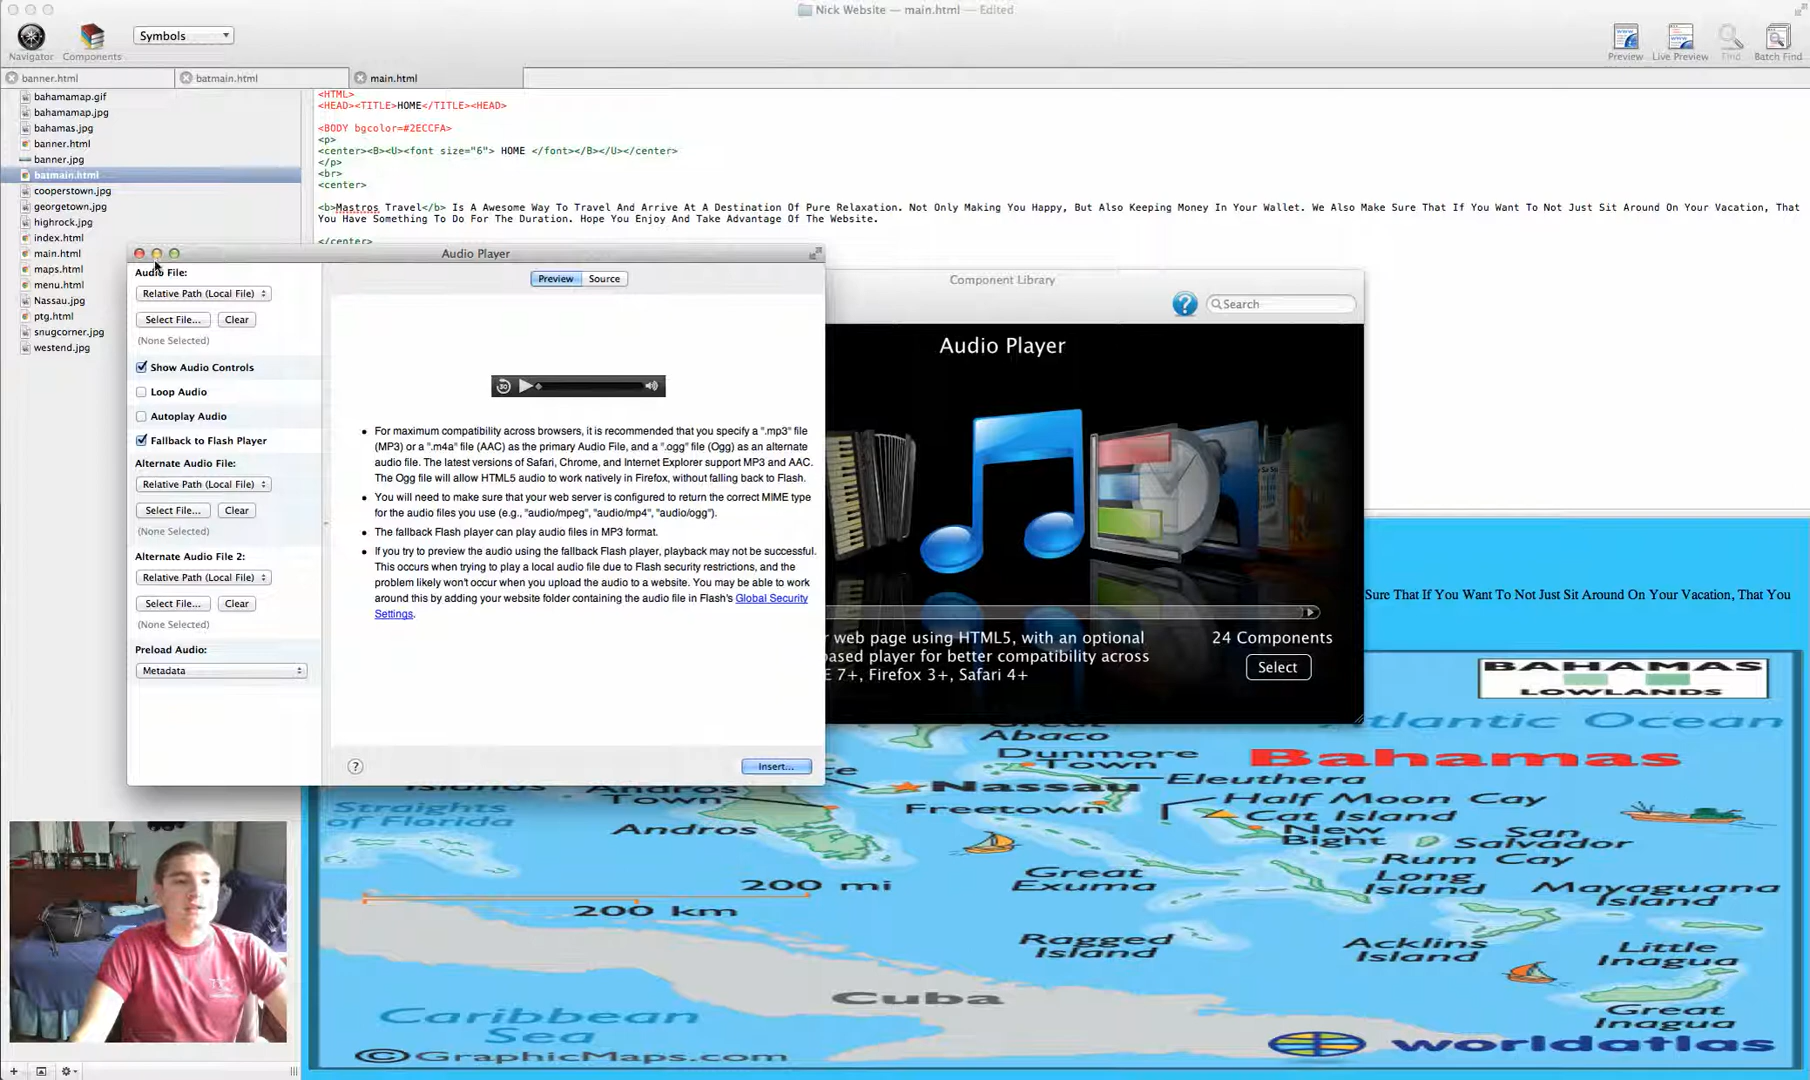 Nick Website — main.html — Edited
Symbols
Navigator
Components
Preview
Live Preview
Find
Batch Find
banner.html
batmain.html
main.html
bahamamap.gif
bahamamap.jpg
bahamas.jpg
banner.html
banner.jpg
batmain.html
cooperstown.jpg
georgetown.jpg
highrock.jpg
index.html
main.html
maps.html
menu.html
Nassau.jpg
ptg.html
snugcorner.jpg
westend.jpg
<HTML>
<HEAD><TITLE>HOME</TITLE><HEAD>
<BODY bgcolor=#2ECCFA>
<p>
<center><B><U><font size="6"> HOME </font></B></U></center>
</p>
<br>
<center>
<b>Mastros Travel</b> Is A Awesome Way To Travel And Arrive At A Destination Of Pure Relaxation. Not Only Making You Happy, But Also Keeping Money In Your Wallet. We Also Make Sure That If You Want To Not Just Sit Around On Your Vacation, That
You Have Something To Do For The Duration. Hope You Enjoy And Take Advantage Of The Website.
</center>
Audio Player
Audio File:
Relative Path (Local File)
Select File...
Clear
(None Selected)
Show Audio Controls
Loop Audio
Autoplay Audio
Fallback to Flash Player
Alternate Audio File:
Relative Path (Local File)
Select File...
Clear
(None Selected)
Alternate Audio File 2:
Relative Path (Local File)
Select File...
Clear
(None Selected)
Preload Audio:
Metadata
Preview
Source
30
• For maximum compatibility across browsers, it is recommended that you specify a ".mp3" file
(MP3) or a ".m4a" file (AAC) as the primary Audio File, and a ".ogg" file (Ogg) as an alternate
audio file. The latest versions of Safari, Chrome, and Internet Explorer support MP3 and AAC.
The Ogg file will allow HTML5 audio to work natively in Firefox, without falling back to Flash.
• You will need to make sure that your web server is configured to return the correct MIME type
for the audio files you use (e.g., "audio/mpeg", "audio/mp4", "audio/ogg").
• The fallback Flash player can play audio files in MP3 format.
• If you try to preview the audio using the fallback Flash player, playback may not be successful.
This occurs when trying to play a local audio file due to Flash security restrictions, and the
problem likely won't occur when you upload the audio to a website. You may be able to work
around this by adding your website folder containing the audio file in Flash's Global Security
Settings.
?
Insert...
Component Library
?
Search
Audio Player
r web page using HTML5, with an optional
ased player for better compatibility across
E 7+, Firefox 3+, Safari 4+
24 Components
Select
Sure That If You Want To Not Just Sit Around On Your Vacation, That You
BAHAMAS
LOWLANDS
Atlantic Ocean
Bahamas
Great
Abaco
Dunmore
Town
Islands
Andros
Town
Nassau
Eleuthera
Freetown
Half Moon Cay
Cat Island
New
Bight
San
Salvador
Rum Cay
Long
Island
Mayaguana
Island
Straights
of Florida
Andros
Great
Exuma
200 mi
200 km
Ragged
Island
Acklins
Island
Little
Inagua
Great
Inagua
Cuba
Caribbean
Sea
©GraphicMaps.com
worldatlas